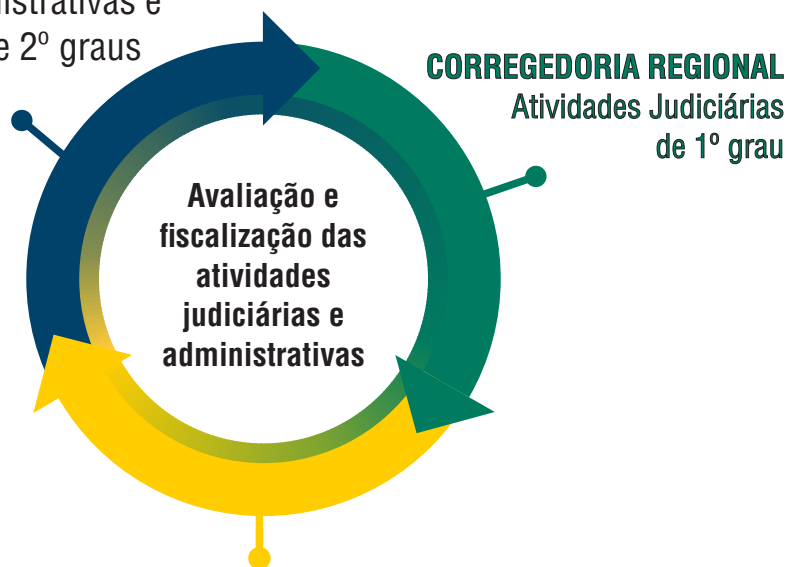 e
e 2º graus
CORREGEDORIA REGIONAL
Atividades Judiciárias
de 1º grau
Avaliação e
fiscalização das
atividades
judiciárias e
administrativas